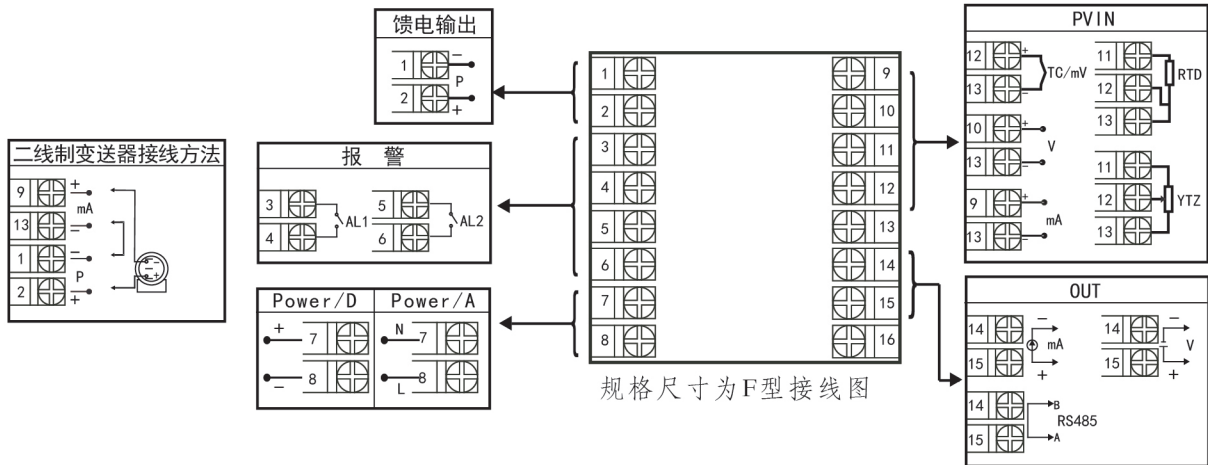 馈电输出
1
−
P
2
+
二线制变送器接线方法
9
+
mA
13
−
1
−
P
2
+
报 警
3
4
AL1
5
6
AL2
Power/D
+
7
−
8
Power/A
N
7
L
8
1
2
3
4
5
6
7
8
9
10
11
12
13
14
15
16
规格尺寸为F型接线图
PVIN
12
+
TC/mV
13
−
11
RTD
12
13
10
+
V
13
−
9
+
mA
13
−
11
12
YTZ
13
OUT
14
−
mA
15
+
14
−
V
15
+
14
B
RS485
15
A